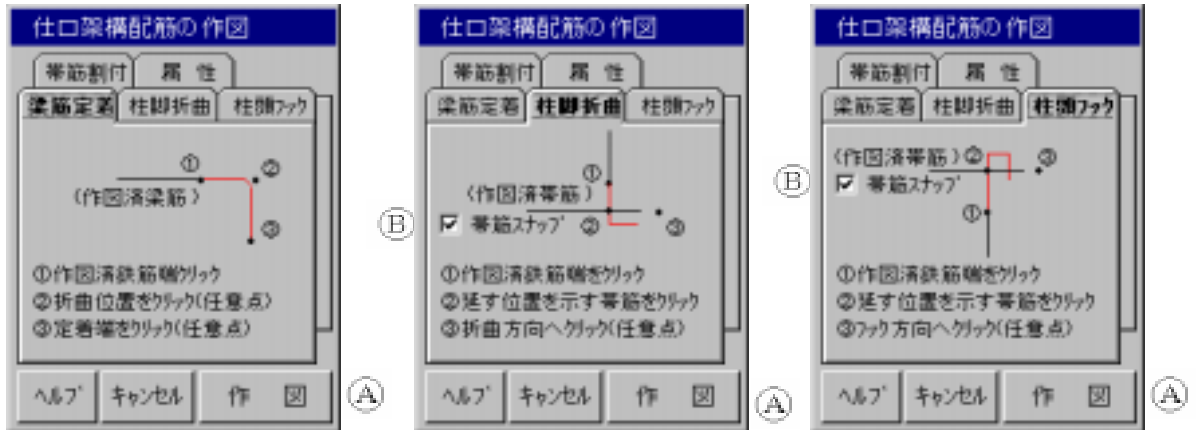 仕口架構配筋の作図
帯筋割付 属 性
梁筋定着 柱脚折曲 柱頭フック
① ②
(作図済梁筋)
③
①作図済鉄筋端クリック
②折曲位置をクリック(任意点)
③定着端をクリック(任意点)
ヘルプ キャンセル 作 図
Ⓐ
仕口架構配筋の作図
帯筋割付 属 性
梁筋定着 柱脚折曲 柱頭フック
①
(作図済帯筋)
Ⓑ 帯筋スナップ ② ③
①作図済鉄筋端をクリック
②延す位置を示す帯筋をクリック
③折曲方向へクリック(任意点)
ヘルプ キャンセル 作 図
Ⓐ
仕口架構配筋の作図
帯筋割付 属 性
梁筋定着 柱脚折曲 柱頭フック
(作図済帯筋) ② ③
Ⓑ 帯筋スナップ
①
①作図済鉄筋端をクリック
②延す位置を示す帯筋をクリック
③フック方向へクリック(任意点)
ヘルプ キャンセル 作 図
Ⓐ